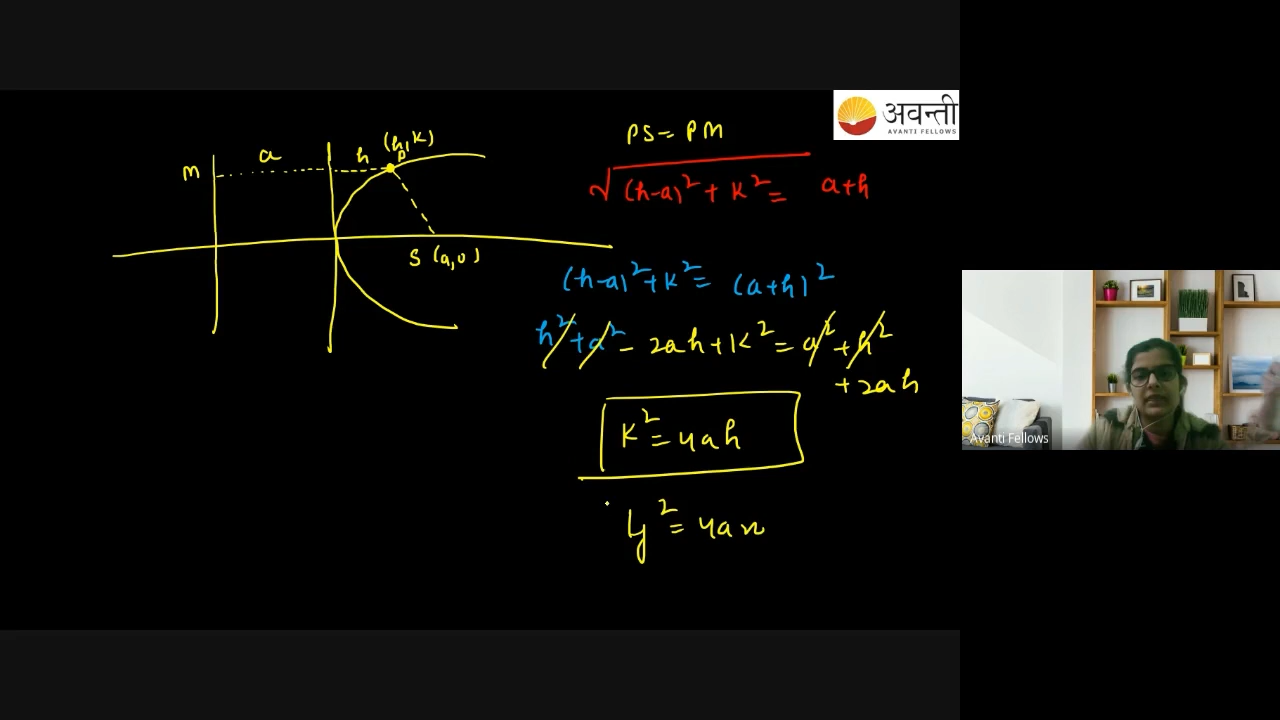 अवन्ती
AVANTI FELLOWS
PS = PM
(h,K)
P
a
h
M
√(h-a)² + K² = a+h
S (a,0)
(h-a)² + K² = (a+h)²
h² + a² - 2ah + K² = a² + h²
+ 2ah
K² = 4ah
y² = 4ax
Avanti Fellows